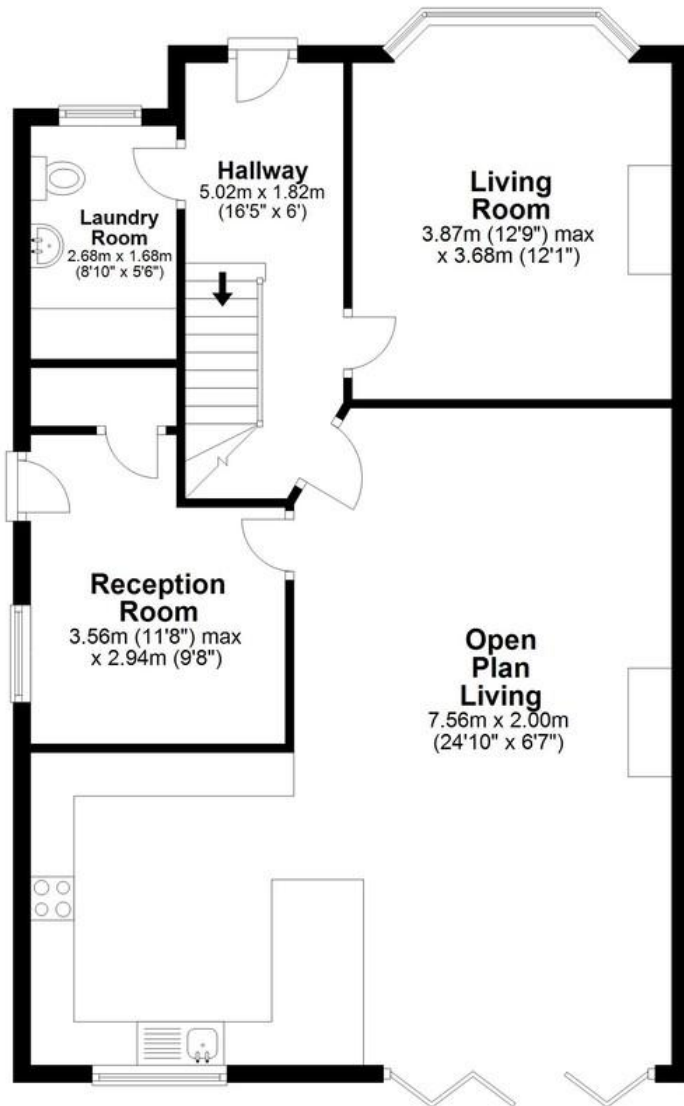 Hallway
5.02m x 1.82m
(16'5" x 6')
Living
Room
3.87m (12'9") max
x 3.68m (12'1")
Laundry
Room
2.68m x 1.68m
(8'10" x 5'6")
Reception
Room
3.56m (11'8") max
x 2.94m (9'8")
Open
Plan
Living
7.56m x 2.00m
(24'10" x 6'7")